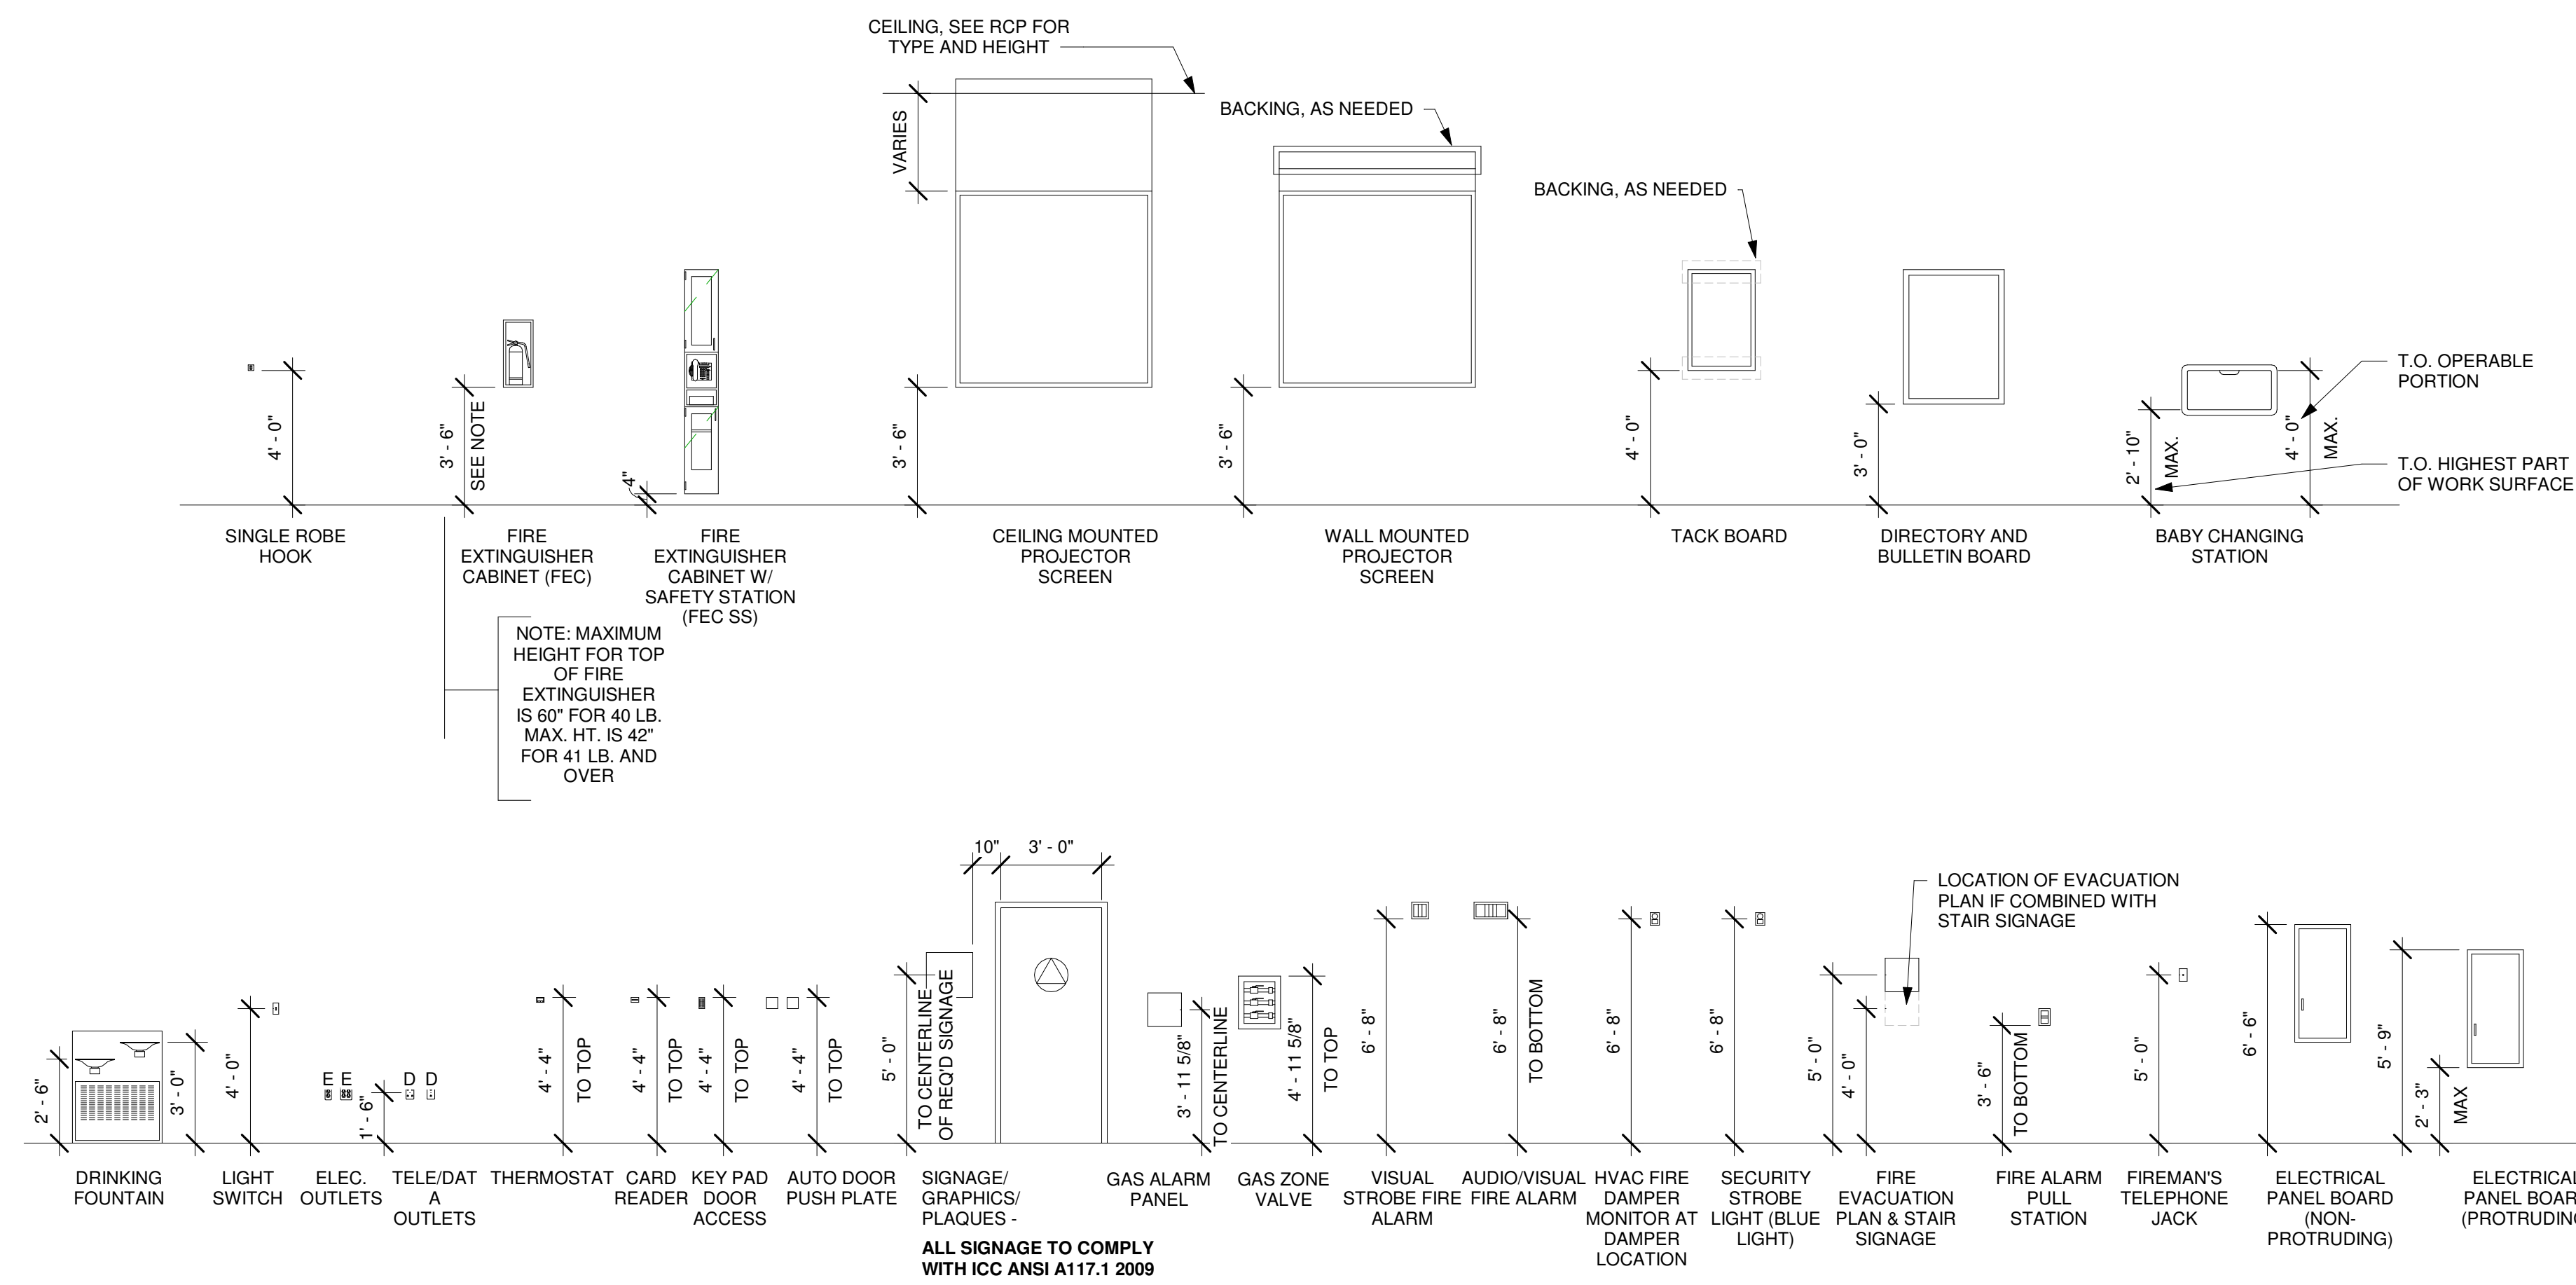 CEILING, SEE RCP FOR
TYPE AND HEIGHT
VARIES
BACKING, AS NEEDED
BACKING, AS NEEDED
4' - 0"
3' - 6"
SEE NOTE
4"
3' - 6"
3' - 6"
4' - 0"
3' - 0"
2' - 10"
MAX.
4' - 0"
MAX.
T.O. OPERABLE
PORTION
T.O. HIGHEST PART
OF WORK SURFACE
SINGLE ROBE
HOOK
FIRE
EXTINGUISHER
CABINET (FEC)
FIRE
EXTINGUISHER
CABINET W/
SAFETY STATION
(FEC SS)
CEILING MOUNTED
PROJECTOR
SCREEN
WALL MOUNTED
PROJECTOR
SCREEN
TACK BOARD
DIRECTORY AND
BULLETIN BOARD
BABY CHANGING
STATION
NOTE: MAXIMUM
HEIGHT FOR TOP
OF FIRE
EXTINGUISHER
IS 60" FOR 40 LB.
MAX. HT. IS 42"
FOR 41 LB. AND
OVER
10"
3' - 0"
LOCATION OF EVACUATION
PLAN IF COMBINED WITH
STAIR SIGNAGE
2' - 6"
3' - 0"
4' - 0"
E E
1' - 6"
D D
4' - 4"
TO TOP
4' - 4"
TO TOP
4' - 4"
TO TOP
4' - 4"
TO TOP
5' - 0"
TO CENTERLINE
OF REQ'D SIGNAGE
3' - 11 5/8"
TO CENTERLINE
4' - 11 5/8"
TO TOP
6' - 8"
6' - 8"
TO BOTTOM
6' - 8"
6' - 8"
5' - 0"
4' - 0"
3' - 6"
TO BOTTOM
5' - 0"
6' - 6"
5' - 9"
2' - 3"
MAX
DRINKING
FOUNTAIN
LIGHT
SWITCH
ELEC.
OUTLETS
TELE/DAT
A
OUTLETS
THERMOSTAT
CARD
READER
KEY PAD
DOOR
ACCESS
AUTO DOOR
PUSH PLATE
SIGNAGE/
GRAPHICS/
PLAQUES -
ALL SIGNAGE TO COMPLY
WITH ICC ANSI A117.1 2009
GAS ALARM
PANEL
GAS ZONE
VALVE
VISUAL
STROBE FIRE
ALARM
AUDIO/VISUAL
FIRE ALARM
HVAC FIRE
DAMPER
MONITOR AT
DAMPER
LOCATION
SECURITY
STROBE
LIGHT (BLUE
LIGHT)
FIRE
EVACUATION
PLAN & STAIR
SIGNAGE
FIRE ALARM
PULL
STATION
FIREMAN'S
TELEPHONE
JACK
ELECTRICAL
PANEL BOARD
(NON-
PROTRUDING)
ELECTRICAL
PANEL BOAR
(PROTRUDING